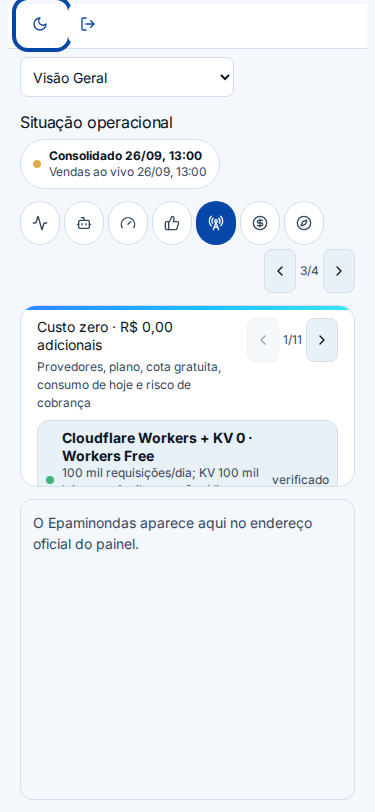 Visão Geral
Situação operacional
Consolidado 26/09, 13:00
Vendas ao vivo 26/09, 13:00
3/4
Custo zero · R$ 0,00
adicionais
1/11
Provedores, plano, cota gratuita,
consumo de hoje e risco de
cobrança
Cloudflare Workers + KV 0 ·
Workers Free
100 mil requisições/dia; KV 100 mil
verificado
O Epaminondas aparece aqui no endereço
oficial do painel.